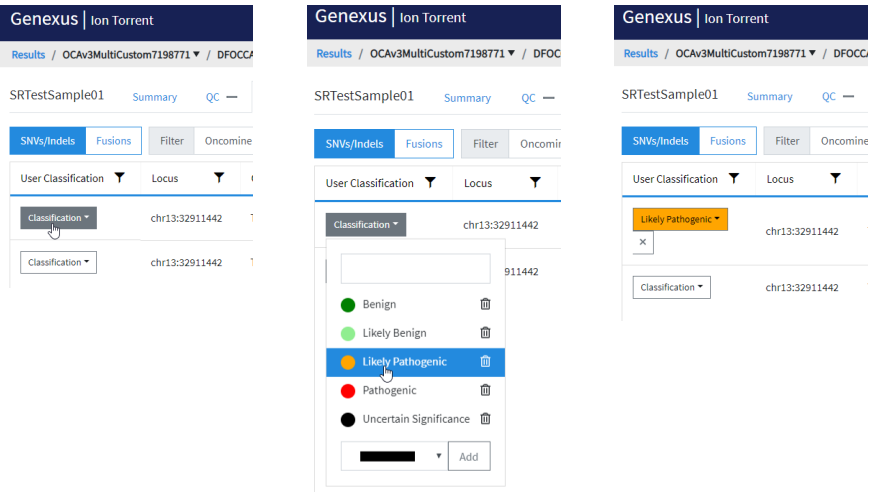 Genexus | Ion Torrent
Results / OCAv3MultiCustom7198771 ▼ / DFOCCA
SRTestSample01 Summary QC —
SNVs/Indels Fusions Filter Oncomine
User Classification Locus
Classification chr13:32911442
Classification chr13:32911442
Genexus | Ion Torrent
Results / OCAv3MultiCustom7198771 ▼ / DFOC
SRTestSample01 Summary QC —
SNVs/Indels Fusions Filter Oncomin
User Classification Locus
Classification chr13:32911442
911442
Benign
Likely Benign
Likely Pathogenic
Pathogenic
Uncertain Significance
Add
Genexus | Ion Torrent
Results / OCAv3MultiCustom7198771 ▼ / DFOCCA
SRTestSample01 Summary QC —
SNVs/Indels Fusions Filter Oncomine
User Classification Locus
Likely Pathogenic chr13:32911442
×
Classification chr13:32911442